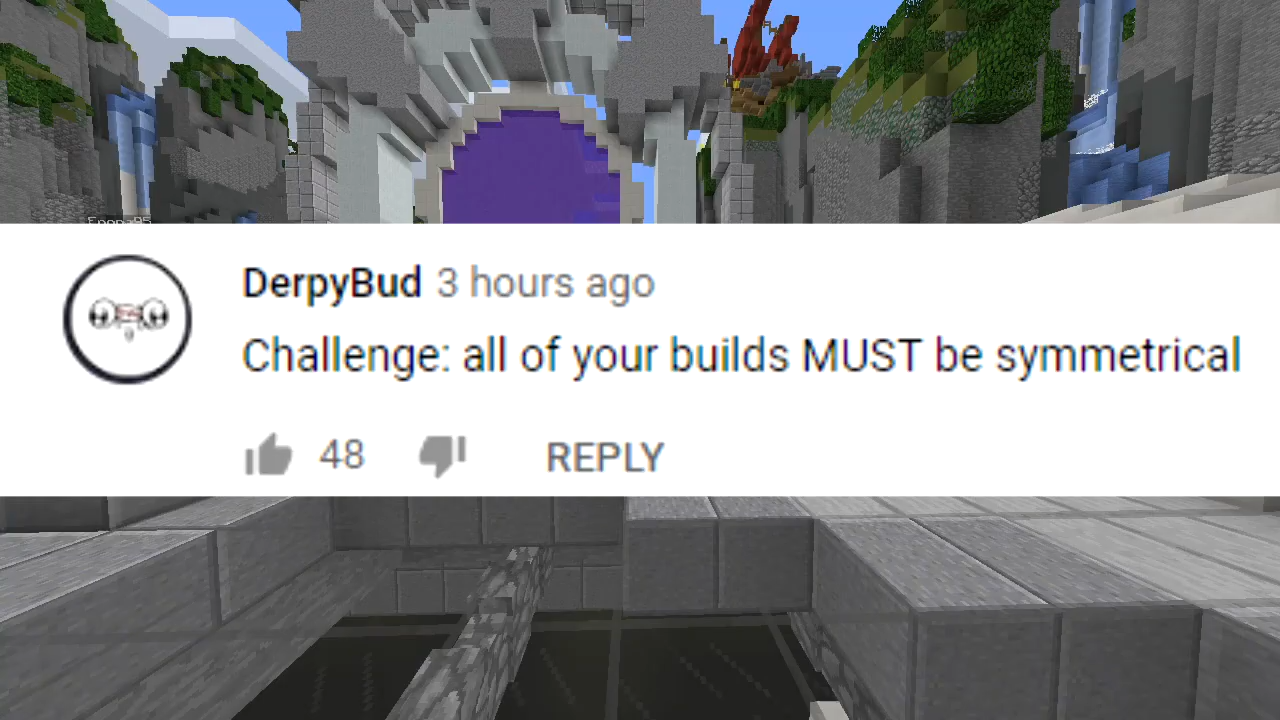 DerpyBud 3 hours ago
Challenge: all of your builds MUST be symmetrical
48 REPLY